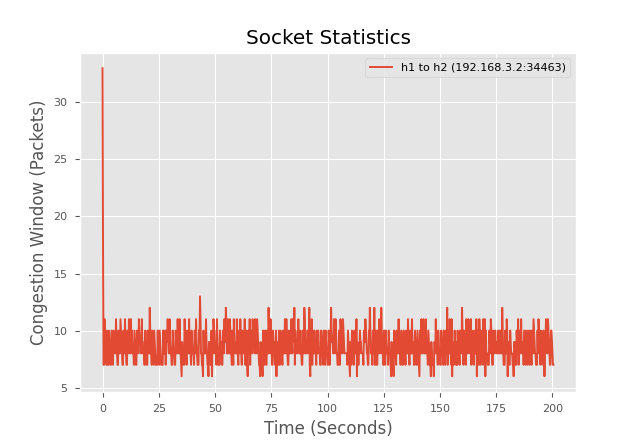 Socket Statistics
h1 to h2 (192.168.3.2:34463)
Congestion Window (Packets)
30
25
20
15
10
5
0 25 50 75 100 125 150 175 200
Time (Seconds)